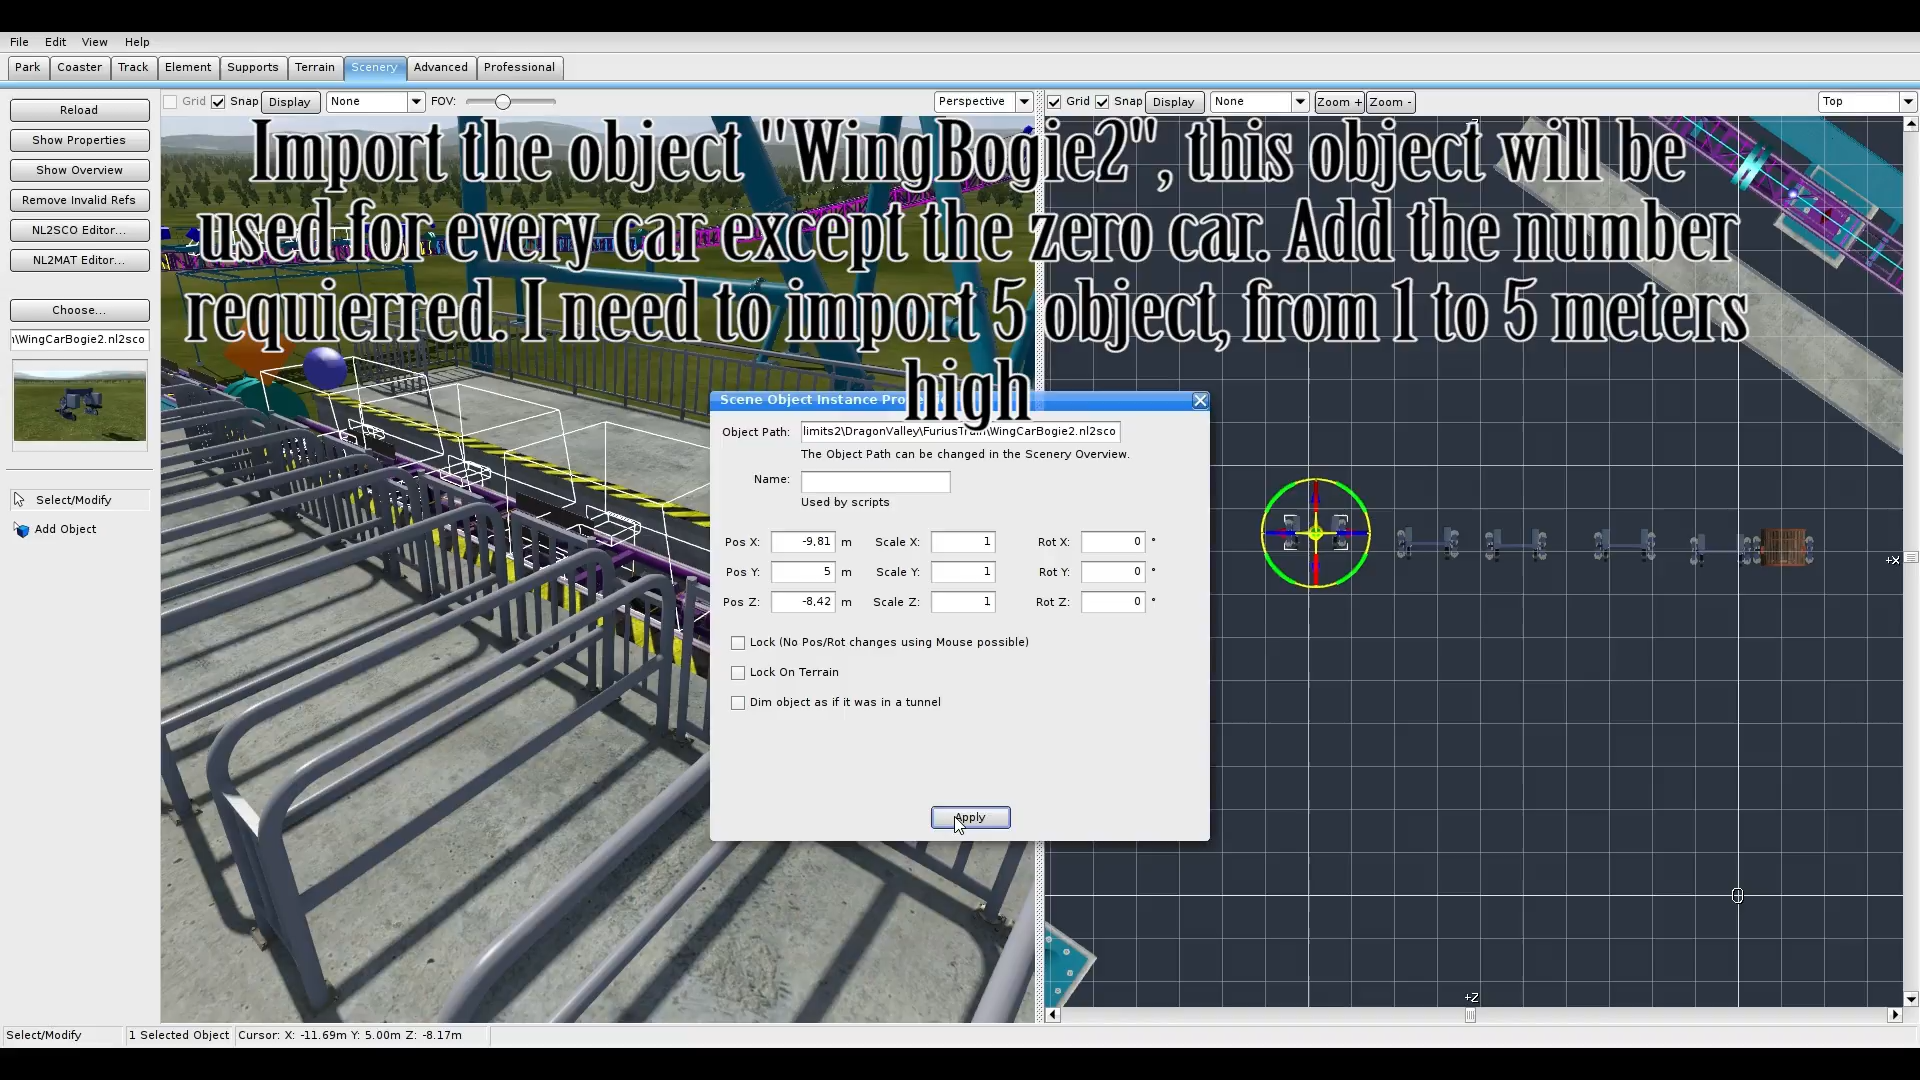 File Edit View Help
Park Coaster Track Element Supports Terrain Scenery Advanced Professional
Reload
Show Properties
Show Overview
Remove Invalid Refs
NL2SCO Editor...
NL2MAT Editor...
Choose...
\WingCarBogie2.nl2sco
Select/Modify
Add Object
Grid Snap Display None FOV: Perspective
Grid Snap Display None Zoom + Zoom - Top
Import the object "WingBogie2", this object will be
used for every car except the zero car. Add the number
requierred. I need to import 5 object, from 1 to 5 meters
high
Scene Object Instance Pro
Object Path: limits2\DragonValley\FuriusTrain\WingCarBogie2.nl2sco
The Object Path can be changed in the Scenery Overview.
Name:
Used by scripts
Pos X: -9,81 m Scale X: 1 Rot X: 0 °
Pos Y: 5 m Scale Y: 1 Rot Y: 0 °
Pos Z: -8,42 m Scale Z: 1 Rot Z: 0 °
Lock (No Pos/Rot changes using Mouse possible)
Lock On Terrain
Dim object as if it was in a tunnel
Apply
+X
+Z
Select/Modify 1 Selected Object Cursor: X: -11.69m Y: 5.00m Z: -8.17m